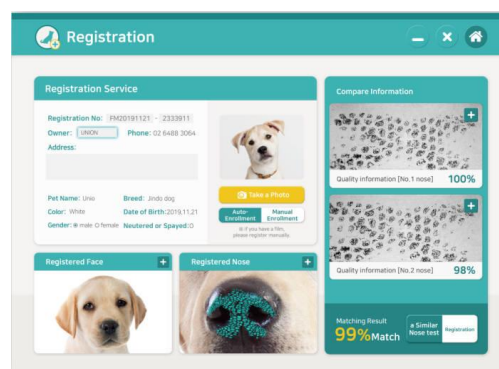 Registration
Registration Service
Registration No: FM20191121 - 2333911
Owner: UNION Phone: 02 6488 3064
Address:
Pet Name: Unio Breed: Jindo dog
Color: White Date of Birth:2019,11.21
Gender: male female Neutered or Spayed:O
Take a Photo
Auto-Enrollment
Manual Enrollment
※ If you have a film,
please register manually.
Registered Face
Registered Nose
Compare Information
Quality information [No.1 nose] 100%
Quality information [No.2 nose] 98%
Matching Result
99% Match
a Similar
Nose test
Registration